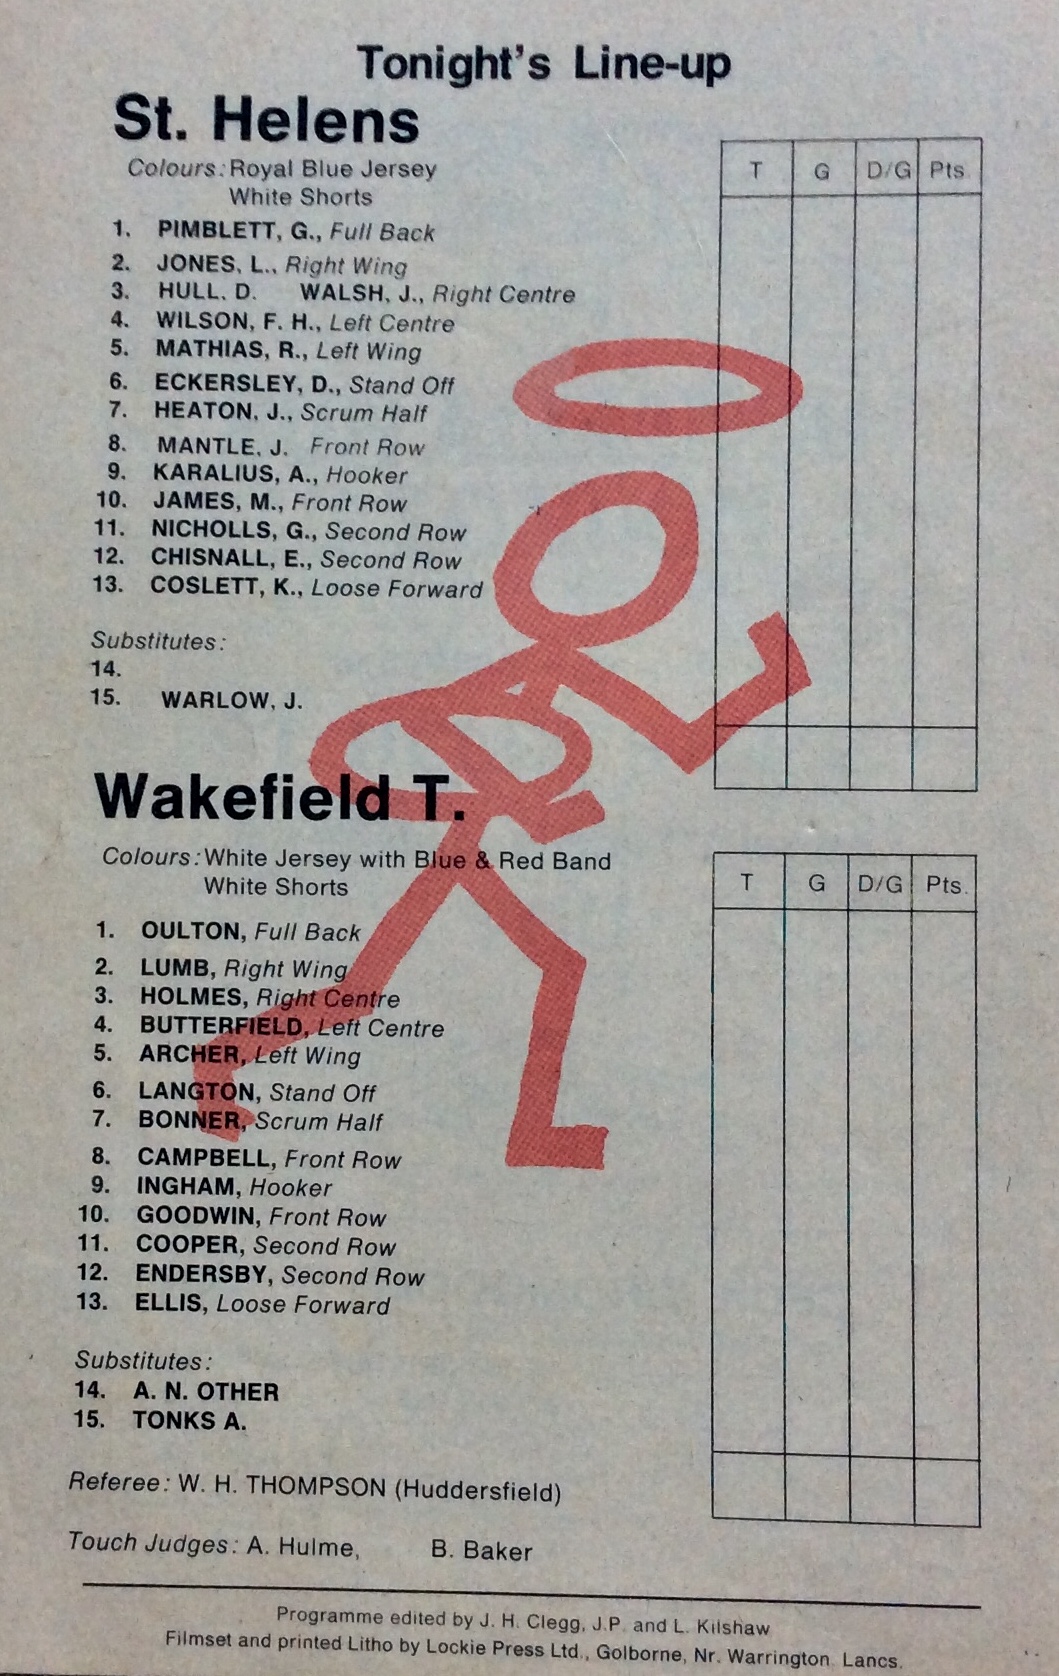 Tonight's Line-up
St. Helens
Colours: Royal Blue Jersey
White Shorts
T G D/G Pts.
1. PIMBLETT, G., Full Back
2. JONES, L., Right Wing
3. HULL. D. WALSH, J., Right Centre
4. WILSON, F. H., Left Centre
5. MATHIAS, R., Left Wing
6. ECKERSLEY, D., Stand Off
7. HEATON, J., Scrum Half
8. MANTLE, J. Front Row
9. KARALIUS, A., Hooker
10. JAMES, M., Front Row
11. NICHOLLS, G., Second Row
12. CHISNALL, E., Second Row
13. COSLETT, K., Loose Forward
Substitutes:
14.
15. WARLOW, J.
Wakefield T.
Colours: White Jersey with Blue & Red Band
White Shorts
T G D/G Pts.
1. OULTON, Full Back
2. LUMB, Right Wing
3. HOLMES, Right Centre
4. BUTTERFIELD, Left Centre
5. ARCHER, Left Wing
6. LANGTON, Stand Off
7. BONNER, Scrum Half
8. CAMPBELL, Front Row
9. INGHAM, Hooker
10. GOODWIN, Front Row
11. COOPER, Second Row
12. ENDERSBY, Second Row
13. ELLIS, Loose Forward
Substitutes:
14. A. N. OTHER
15. TONKS A.
Referee: W. H. THOMPSON (Huddersfield)
Touch Judges: A. Hulme, B. Baker
Programme edited by J. H. Clegg, J.P. and L. Kilshaw
Filmset and printed Litho by Lockie Press Ltd., Golborne, Nr. Warrington. Lancs.